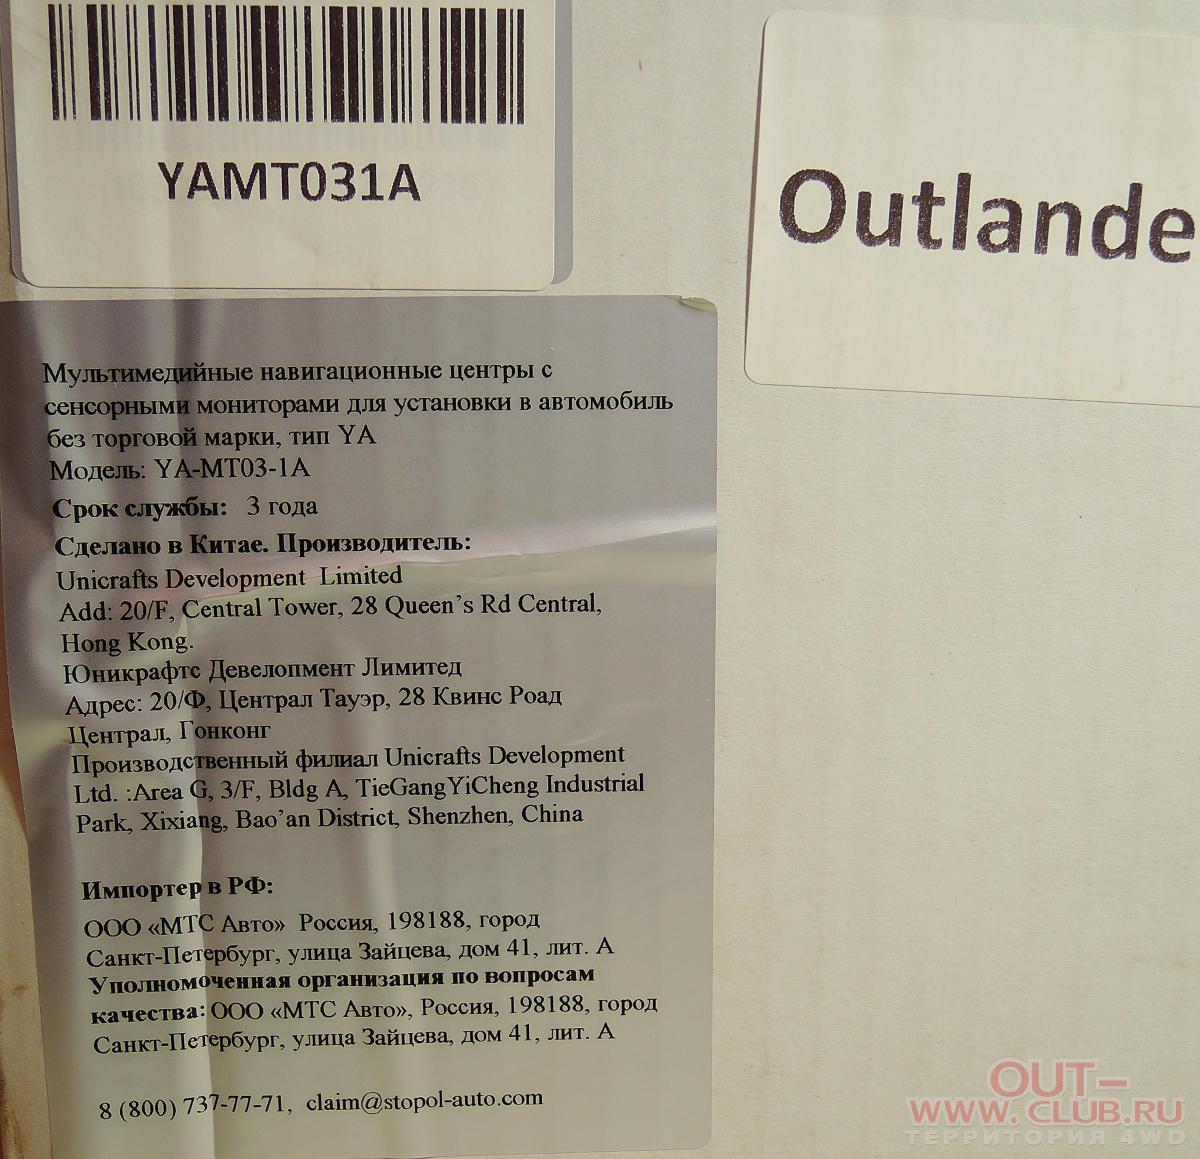 YAMT031A
Outlande
Мультимедийные навигационные центры с
сенсорными мониторами для установки в автомобиль
без торговой марки, тип YA
Модель: YA-MT03-1A
Срок службы: 3 года
Сделано в Китае. Производитель:
Unicrafts Development Limited
Add: 20/F, Central Tower, 28 Queen’s Rd Central,
Hong Kong.
Юникрафтс Девелопмент Лимитед
Адрес: 20/Ф, Централ Тауэр, 28 Квинс Роад
Централ, Гонконг
Производственный филиал Unicrafts Development
Ltd. :Area G, 3/F, Bldg A, TieGangYiCheng Industrial
Park, Xixiang, Bao’an District, Shenzhen, China
Импортер в РФ:
ООО «МТС Авто» Россия, 198188, город
Санкт-Петербург, улица Зайцева, дом 41, лит. А
Уполномоченная организация по вопросам
качества: ООО «МТС Авто», Россия, 198188, город
Санкт-Петербург, улица Зайцева, дом 41, лит. А
8 (800) 737-77-71, claim@stopol-auto.com
OUT-
WWW.CLUB.RU
ТЕРРИТОРИЯ 4WD